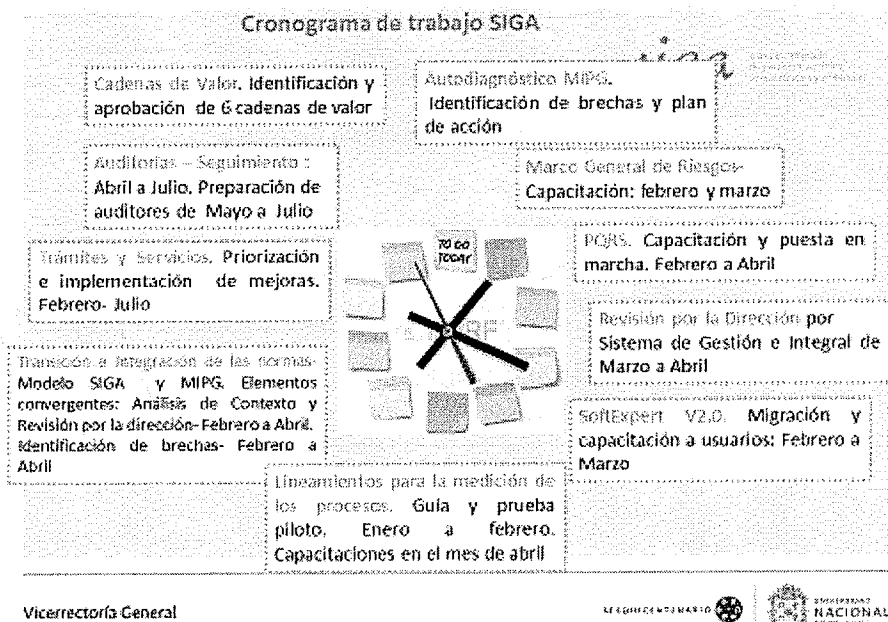 Cronograma de trabajo SIGA
siga
Cadenas de Valor. Identificación y
aprobación de 6 cadenas de valor
Autodiagnóstico MIPG.
Identificación de brechas y plan
de acción
Auditorías – Seguimiento :
Abril a Julio. Preparación de
auditores de Mayo a Julio
Marco General de Riesgos-
Capacitación: febrero y marzo
Trámites y Servicios. Priorización
e implementación de mejoras.
Febrero- Julio
TO DO
TODAY
PQRS. Capacitación y puesta en
marcha. Febrero a Abril
Revisión por la Dirección por
Sistema de Gestión e Integral de
Marzo a Abril
Transición e Integración de las normas-
Modelo SIGA y MIPG. Elementos
convergentes: Análisis de Contexto y
Revisión por la dirección- Febrero a Abril.
Identificación de brechas- Febrero a
Abril
SoftExpert V2.0. Migración y
capacitación a usuarios: Febrero a
Marzo
Lineamientos para la medición de
los procesos. Guía y prueba
piloto. Enero a febrero.
Capacitaciones en el mes de abril
Vicerrectoría General
SESQUICENTENARIO
UNIVERSIDAD
NACIONAL